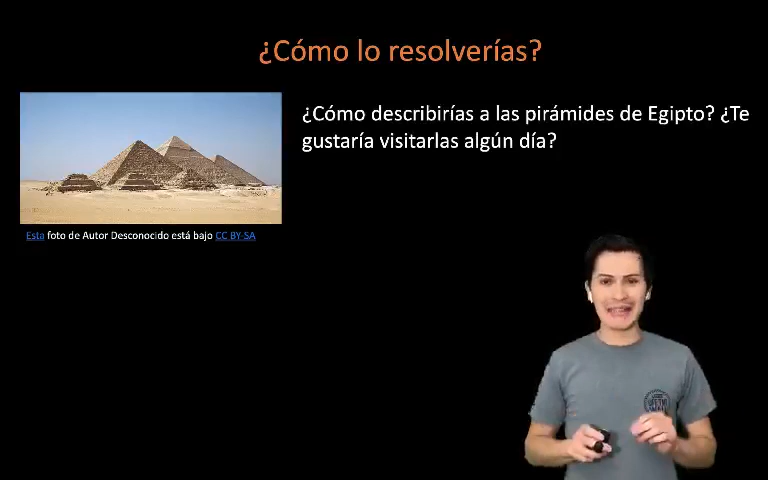 ¿Cómo lo resolverías?
¿Cómo describirías a las pirámides de Egipto? ¿Te
gustaría visitarlas algún día?
Esta foto de Autor Desconocido está bajo CC BY-SA